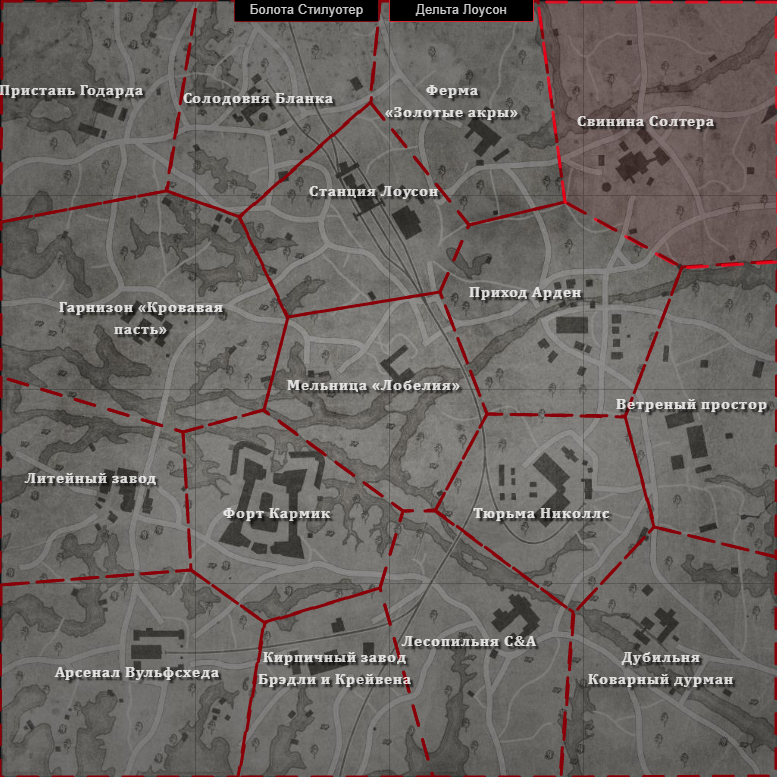 Болота Стилуотер
Дельта Лоусон
Пристань Годарда
Солодовня Бланка
Ферма
«Золотые акры»
Свинина Солтера
Станция Лоусон
Гарнизон «Кровавая
пасть»
Приход Арден
Мельница «Лобелия»
Ветреный простор
Литейный завод
Форт Кармик
Тюрьма Николлс
Арсенал Вульфсхеда
Кирпичный завод
Брэдли и Крейвена
Лесопильня C&A
Дубильня
Коварный дурман